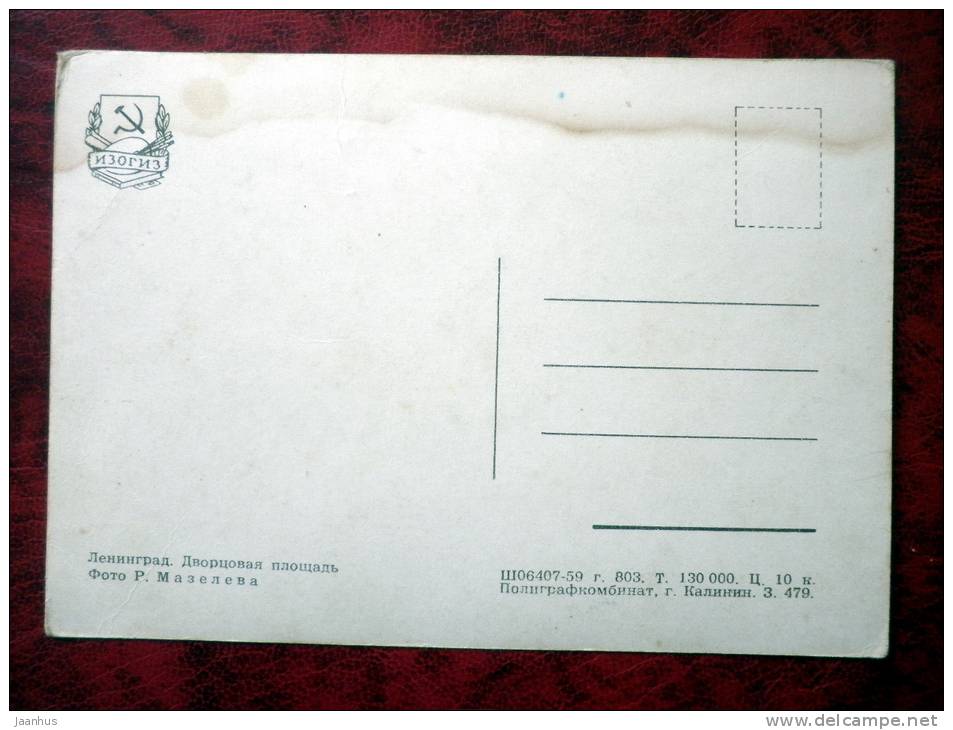 ИЗОГИЗ
Ленинград. Дворцовая площадь
Фото Р. Мазелева
Ш06407-59 г. 803. Т. 130 000. Ц. 10 к.
Полиграфкомбинат, г. Калинин. З. 479.
Jaanhus
www.delcampe.net